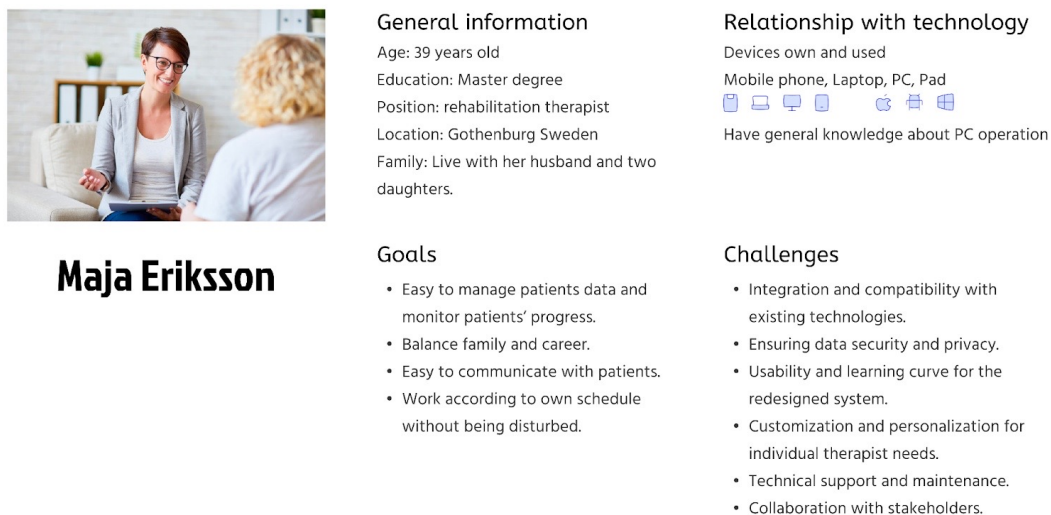 General information
Age: 39 years old
Education: Master degree
Position: rehabilitation therapist
Location: Gothenburg Sweden
Family: Live with her husband and two
daughters.
Relationship with technology
Devices own and used
Mobile phone, Laptop, PC, Pad
Have general knowledge about PC operation
Maja Eriksson
Goals
• Easy to manage patients data and
monitor patients’ progress.
• Balance family and career.
• Easy to communicate with patients.
• Work according to own schedule
without being disturbed.
Challenges
• Integration and compatibility with
existing technologies.
• Ensuring data security and privacy.
• Usability and learning curve for the
redesigned system.
• Customization and personalization for
individual therapist needs.
• Technical support and maintenance.
• Collaboration with stakeholders.